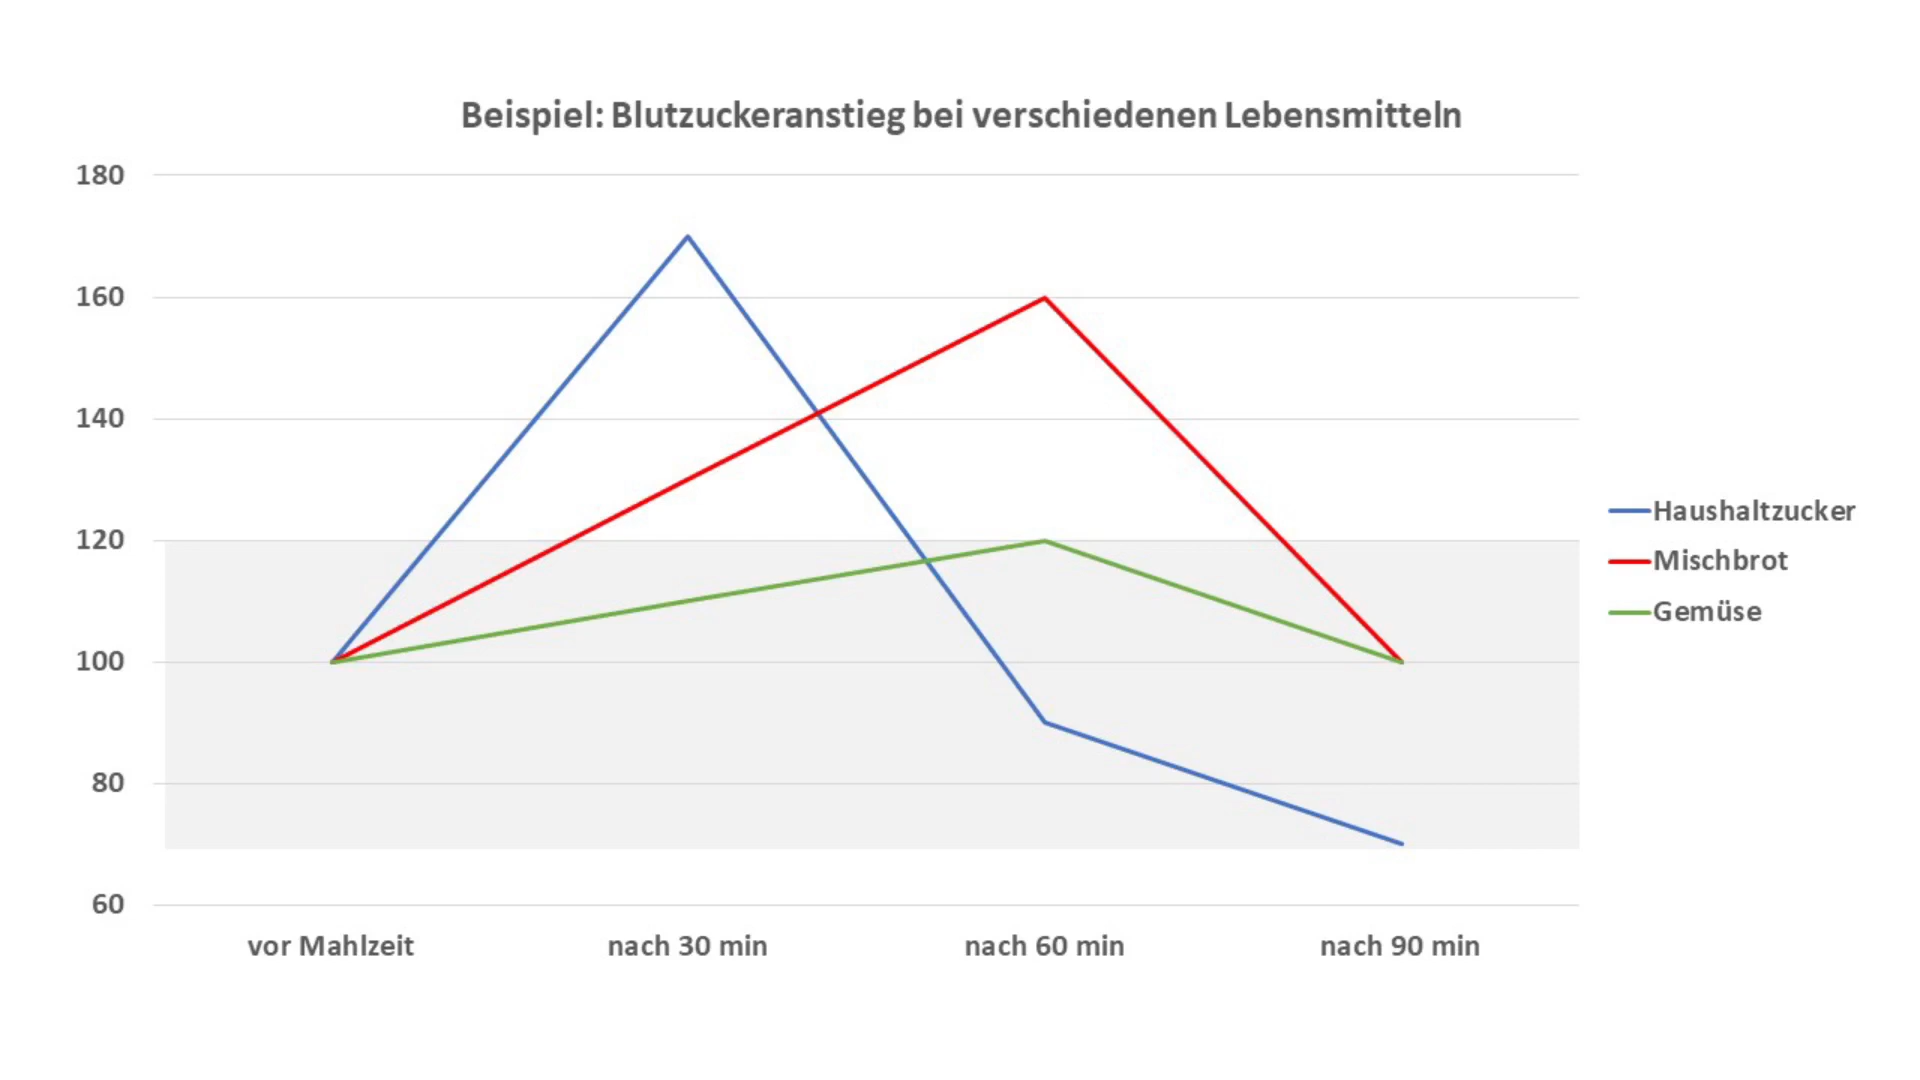 Beispiel: Blutzuckeranstieg bei verschiedenen Lebensmitteln
180
160
140
120
100
80
60
vor Mahlzeit
nach 30 min
nach 60 min
nach 90 min
Haushaltzucker
Mischbrot
Gemüse